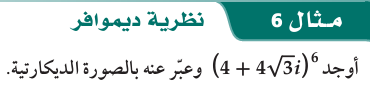 مثال 6 نظرية ديموافر
أوجد (4 + 4√3i)⁶ وعبّر عنه بالصورة الديكارتية.